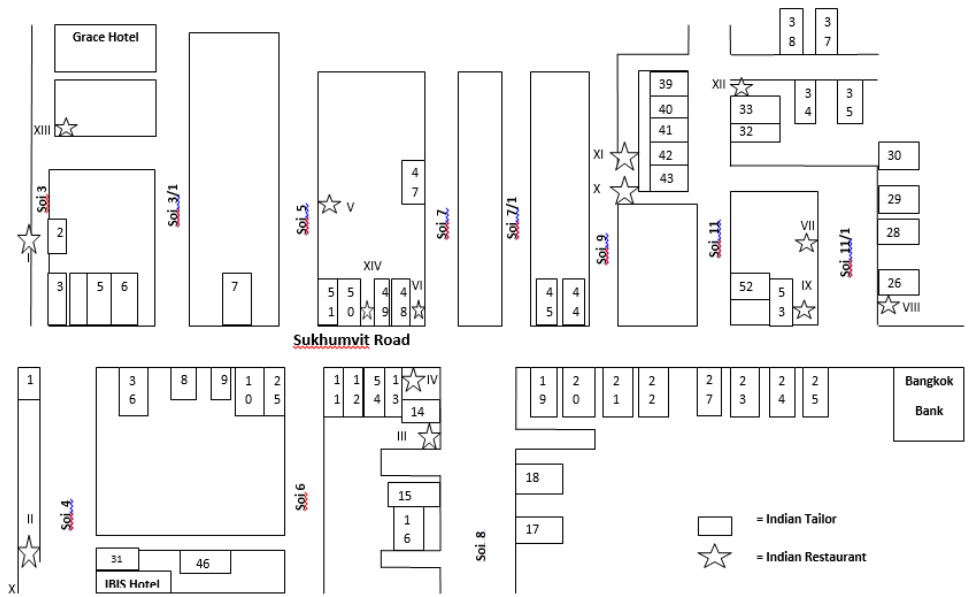 Grace Hotel
3 8
3 7
XIII
XII
39
40
41
42
43
33
32
3 4
3 5
XI
X
30
29
28
26
Soi 3
2
I
3
5
6
Soi 3/1
7
Soi 5
V
4 7
XIV
VI
5 1
5 0
4 9
4 8
Soi 7
Soi 7/1
4 5
4 4
Soi 9
Soi 11
VII
52
5 3
IX
Soi 11/1
VIII
Sukhumvit Road
1
3 6
8
9
1 0
2 5
1 1
1 2
5 4
1 3
IV
14
III
15
1 6
1 9
2 0
2 1
2 2
2 7
2 3
2 4
2 5
Bangkok
Bank
18
17
II
Soi 4
Soi 6
Soi 8
31
46
IBIS Hotel
X
= Indian Tailor
= Indian Restaurant